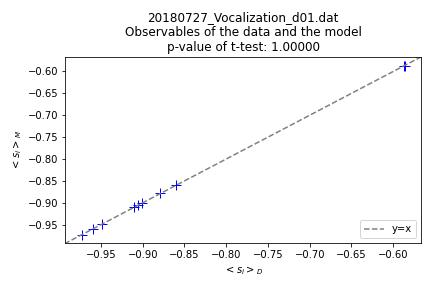 20180727_Vocalization_d01.dat
Observables of the data and the model
p-value of t-test: 1.00000
−0.60
−0.65
−0.70
−0.75
−0.80
−0.85
−0.90
−0.95
< s_i >_M
−0.95 −0.90 −0.85 −0.80 −0.75 −0.70 −0.65 −0.60
< s_i >_D
y=x